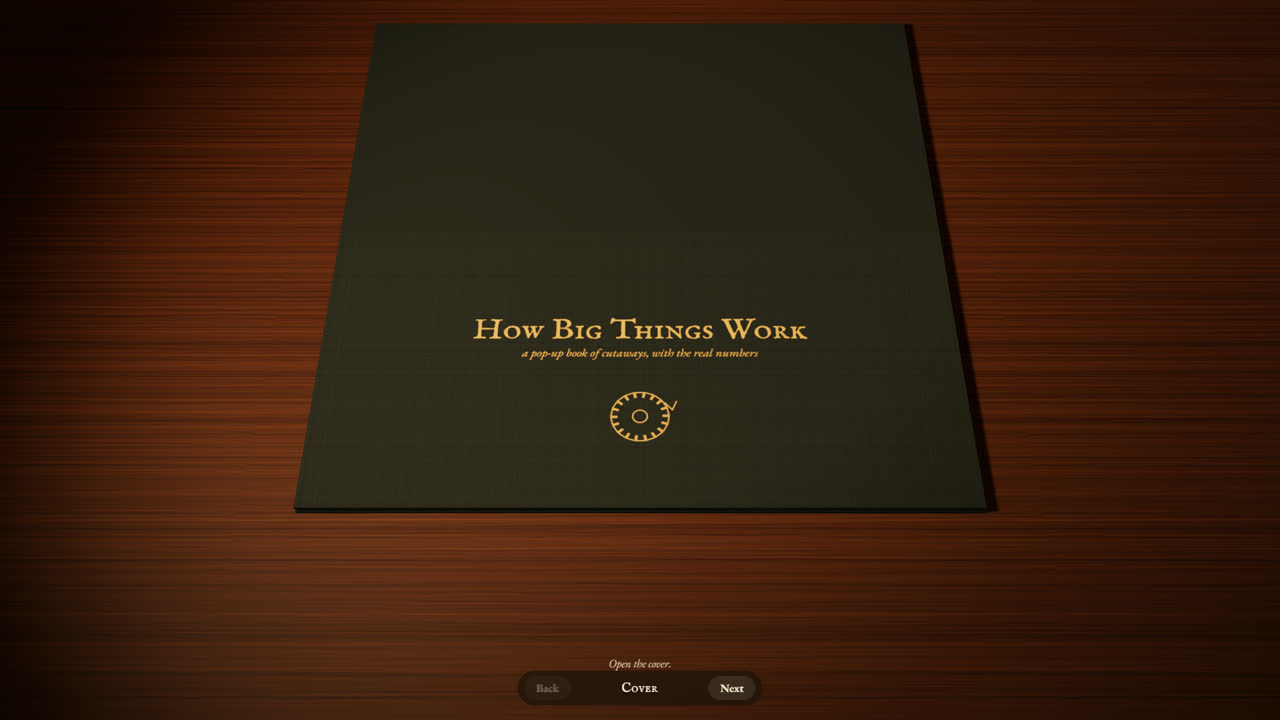 How Big Things Work
a pop-up book of cutaways, with the real numbers
Open the cover.
Back
Cover
Next